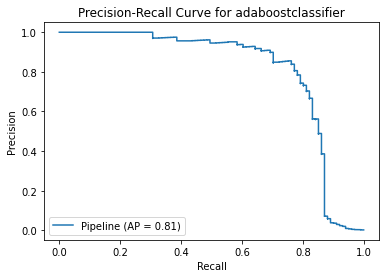 Precision-Recall Curve for adaboostclassifier
1.0
0.8
0.6
0.4
0.2
0.0
Precision
Pipeline (AP = 0.81)
0.0 0.2 0.4 0.6 0.8 1.0
Recall